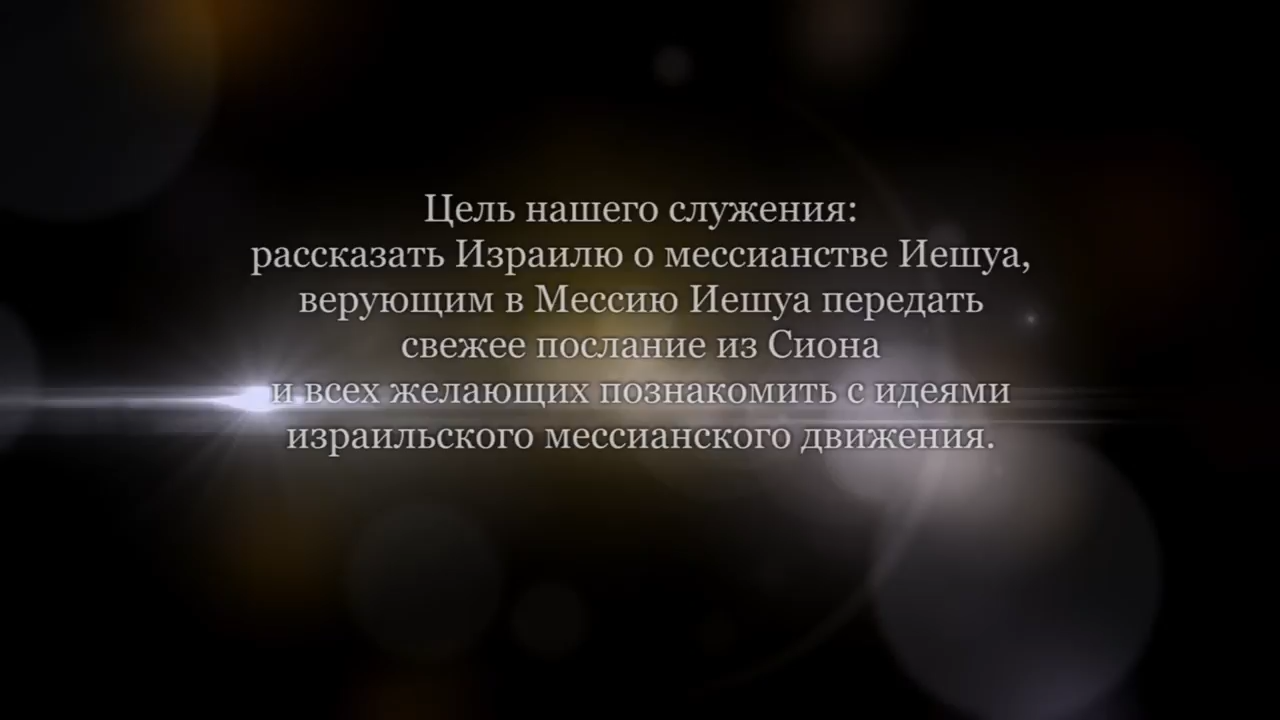 Цель нашего служения:
рассказать Израилю о мессианстве Иешуа,
верующим в Мессию Иешуа передать
свежее послание из Сиона
и всех желающих познакомить с идеями
израильского мессианского движения.